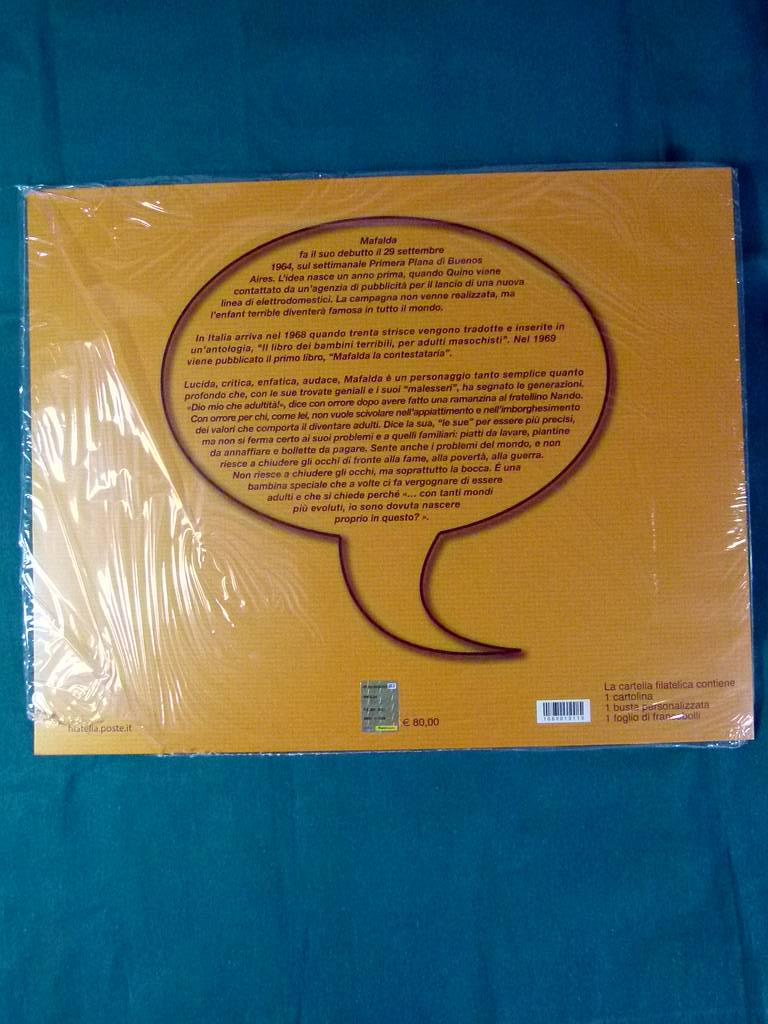 Mafalda
fa il suo debutto il 29 settembre
1964, sul settimanale Primera Plana di Buenos
Aires. L'idea nasce un anno prima, quando Quino viene
contattato da un'agenzia di pubblicità per il lancio di una nuova
linea di elettrodomestici. La campagna non venne realizzata, ma
l'enfant terrible diventerà famosa in tutto il mondo.
In Italia arriva nel 1968 quando trenta strisce vengono tradotte e inserite in
un'antologia, "Il libro dei bambini terribili, per adulti masochisti". Nel 1969
viene pubblicato il primo libro, "Mafalda la contestataria".
Lucida, critica, enfatica, audace, Mafalda è un personaggio tanto semplice quanto
profondo che, con le sue trovate geniali e i suoi "malesseri", ha segnato le generazioni.
«Dio mio che adultità!», dice con orrore dopo avere fatto una ramanzina al fratellino Nando.
Con orrore per chi, come lei, non vuole scivolare nell'appiattimento e nell'imborghesimento
dei valori che comporta il diventare adulti. Dice la sua, "le sue" per essere più precisi,
ma non si ferma certo ai suoi problemi e a quelli familiari: piatti da lavare, piantine
da annaffiare e bollette da pagare. Sente anche i problemi del mondo, e non
riesce a chiudere gli occhi di fronte alla fame, alla povertà, alla guerra.
Non riesce a chiudere gli occhi, ma soprattutto la bocca. É una
bambina speciale che a volte ci fa vergognare di essere
adulti e che si chiede perché «... con tanti mondi
più evoluti, io sono dovuta nascere
proprio in questo? ».
La cartella filatelica contiene
1 cartolina
1 busta personalizzata
1 foglio di francobolli
€ 80,00
filatelia.poste.it